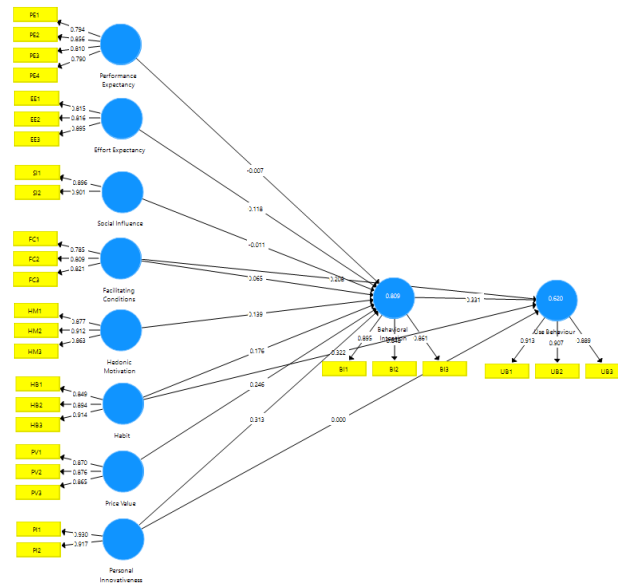 PE1
0.794
PE2
0.856
PE3
0.810
PE4
0.790
Performance
Expectancy
EE1
0.815
EE2
0.816
EE3
0.895
Effort Expectancy
SI1
0.896
SI2
0.901
Social Influence
FC1
0.785
FC2
0.809
FC3
0.821
Facilitating
Conditions
HM1
0.877
HM2
0.912
HM3
0.863
Hedonic
Motivation
HB1
0.849
HB2
0.894
HB3
0.914
Habit
PV1
0.870
PV2
0.876
PV3
0.865
Price Value
PI1
0.930
PI2
0.917
Personal
Innovativeness
-0.007
0.118
-0.011
0.208
0.065
0.139
0.176
0.322
0.246
0.313
0.000
0.809
Behavioral
Intention
0.895
0.861
BI1
BI2
BI3
0.331
0.620
Use Behaviour
0.913
0.907
0.889
UB1
UB2
UB3